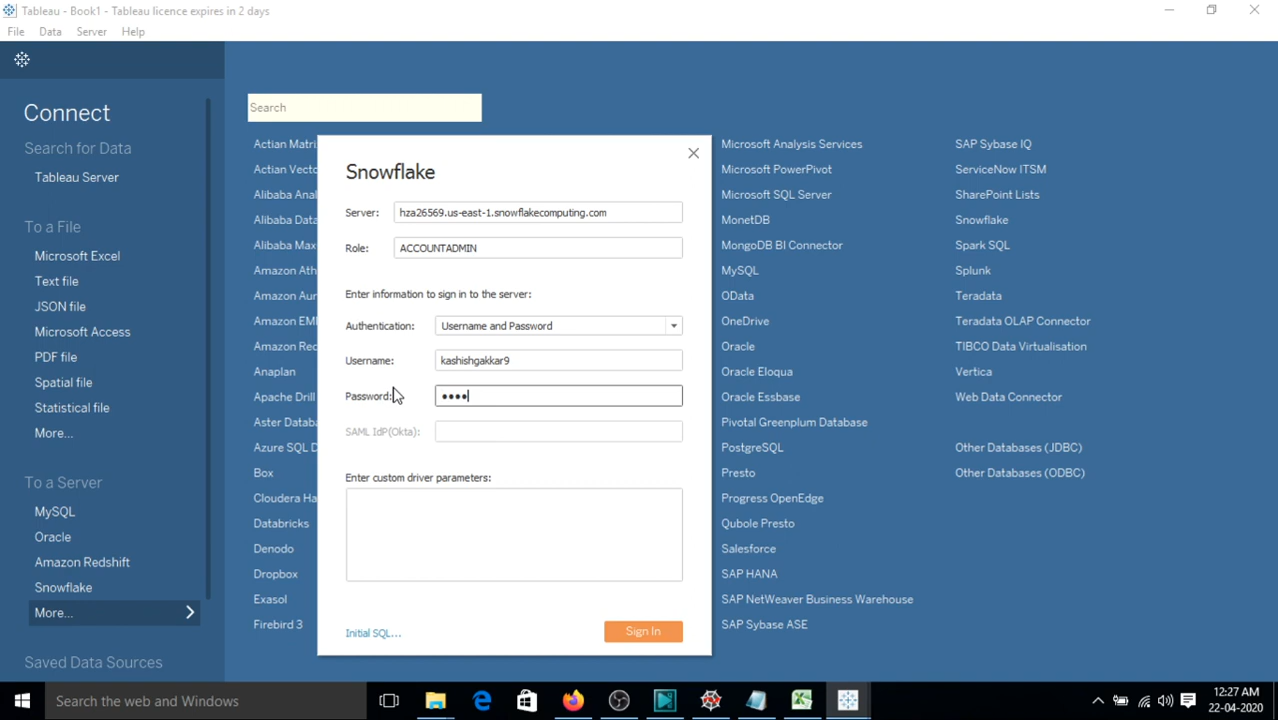 Tableau - Book1 - Tableau licence expires in 2 days
File Data Server Help
Connect
Search for Data
Tableau Server
To a File
Microsoft Excel
Text file
JSON file
Microsoft Access
PDF file
Spatial file
Statistical file
More...
To a Server
MySQL
Oracle
Amazon Redshift
Snowflake
More...
Saved Data Sources
Search
Actian Matri
Actian Vecto
Alibaba Ana
Alibaba Data
Alibaba Max
Amazon Ath
Amazon Aur
Amazon EM
Amazon Red
Anaplan
Apache Drill
Aster Databa
Azure SQL D
Box
Cloudera Ha
Databricks
Denodo
Dropbox
Exasol
Firebird 3
Snowflake
Server: hza26569.us-east-1.snowflakecomputing.com
Role: ACCOUNTADMIN
Enter information to sign in to the server:
Authentication: Username and Password
Username: kashishgakkar9
Password: ••••
SAML IdP(Okta):
Enter custom driver parameters:
Initial SQL... Sign In
Microsoft Analysis Services
Microsoft PowerPivot
Microsoft SQL Server
MonetDB
MongoDB BI Connector
MySQL
OData
OneDrive
Oracle
Oracle Eloqua
Oracle Essbase
Pivotal Greenplum Database
PostgreSQL
Presto
Progress OpenEdge
Qubole Presto
Salesforce
SAP HANA
SAP NetWeaver Business Warehouse
SAP Sybase ASE
SAP Sybase IQ
ServiceNow ITSM
SharePoint Lists
Snowflake
Spark SQL
Splunk
Teradata
Teradata OLAP Connector
TIBCO Data Virtualisation
Vertica
Web Data Connector
Other Databases (JDBC)
Other Databases (ODBC)
Search the web and Windows
12:27 AM
22-04-2020